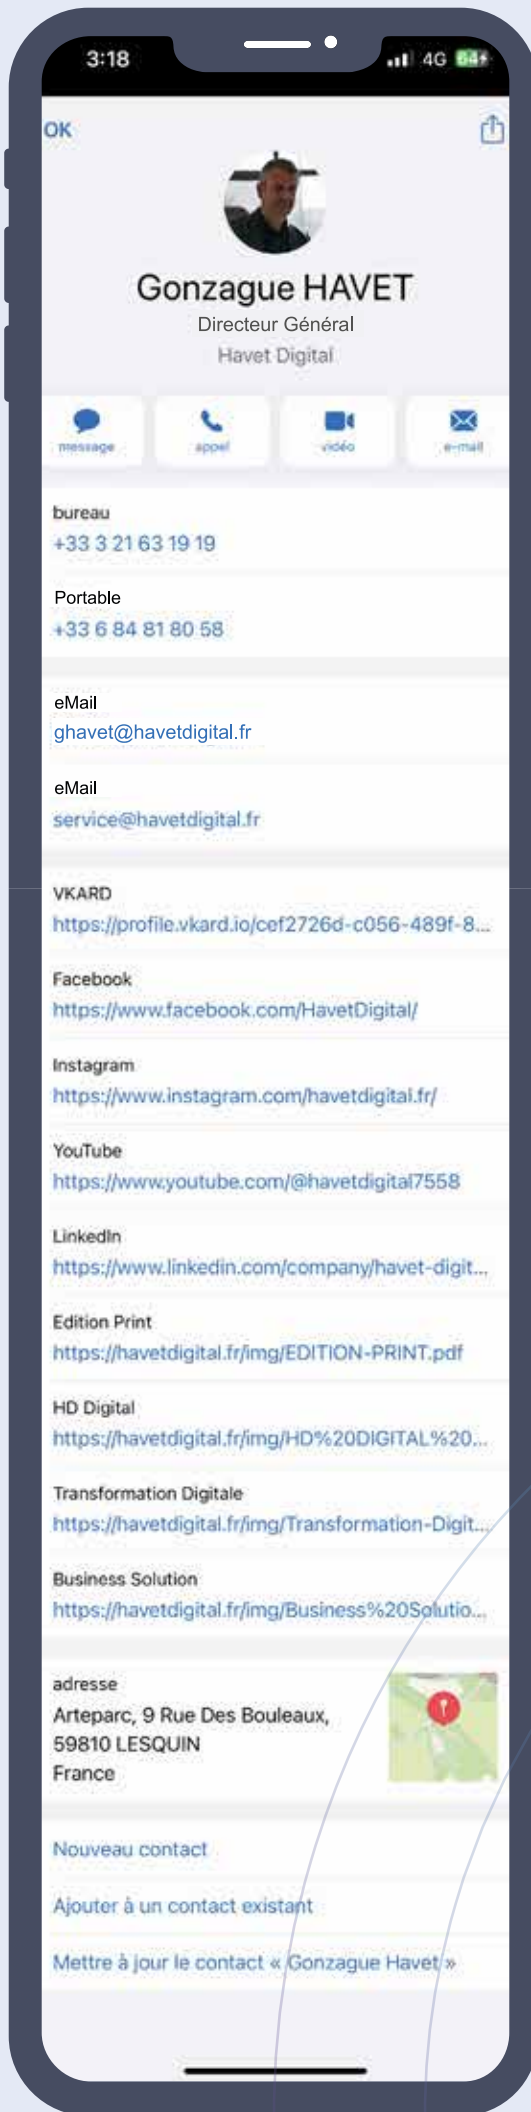 3:18
4G 64
OK
Gonzague HAVET
Directeur Général
Havet Digital
message
appel
vidéo
e-mail
bureau
+33 3 21 63 19 19
Portable
+33 6 84 81 80 58
eMail
ghavet@havetdigital.fr
eMail
service@havetdigital.fr
VKARD
https://profile.vkard.io/cef2726d-c056-489f-8...
Facebook
https://www.facebook.com/HavetDigital/
Instagram
https://www.instagram.com/havetdigital.fr/
YouTube
https://www.youtube.com/@havetdigital7558
LinkedIn
https://www.linkedin.com/company/havet-digit...
Edition Print
https://havetdigital.fr/img/EDITION-PRINT.pdf
HD Digital
https://havetdigital.fr/img/HD%20DIGITAL%20...
Transformation Digitale
https://havetdigital.fr/img/Transformation-Digit...
Business Solution
https://havetdigital.fr/img/Business%20Solutio...
adresse
Arteparc, 9 Rue Des Bouleaux,
59810 LESQUIN
France
Nouveau contact
Ajouter à un contact existant
Mettre à jour le contact « Gonzague Havet »